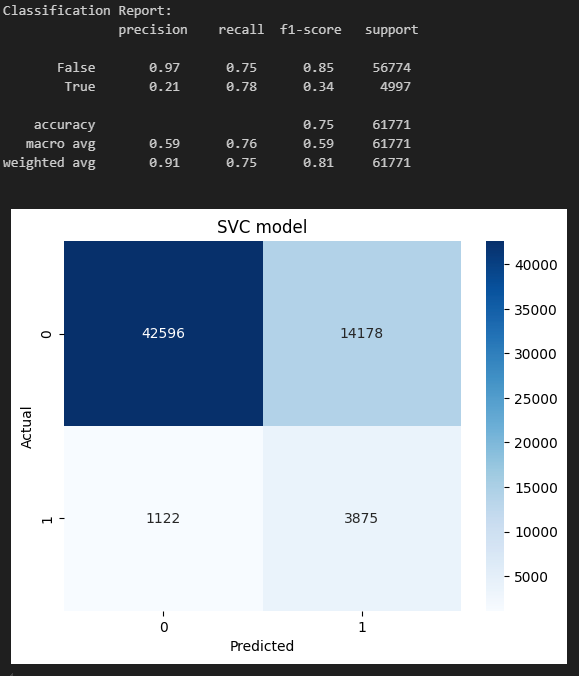 Classification Report:
precision recall f1-score support
False 0.97 0.75 0.85 56774
True 0.21 0.78 0.34 4997
accuracy 0.75 61771
macro avg 0.59 0.76 0.59 61771
weighted avg 0.91 0.75 0.81 61771
SVC model
40000
35000
30000
25000
20000
15000
10000
5000
Actual
0
42596 14178
1
1122 3875
0 1
Predicted